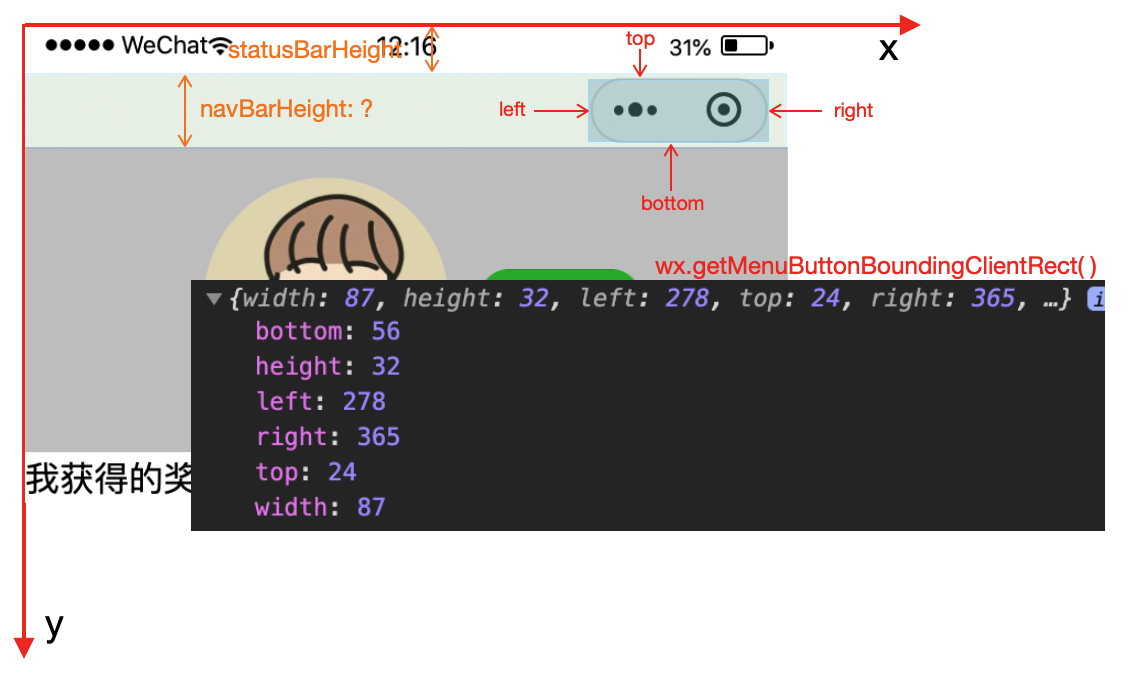 ●●●●● WeChat 12:16 31%
statusBarHeight
x
top
navBarHeight: ?
left
right
bottom
wx.getMenuButtonBoundingClientRect( )
▼{width: 87, height: 32, left: 278, top: 24, right: 365, …} i
bottom: 56
height: 32
left: 278
right: 365
top: 24
width: 87
我获得的奖
y